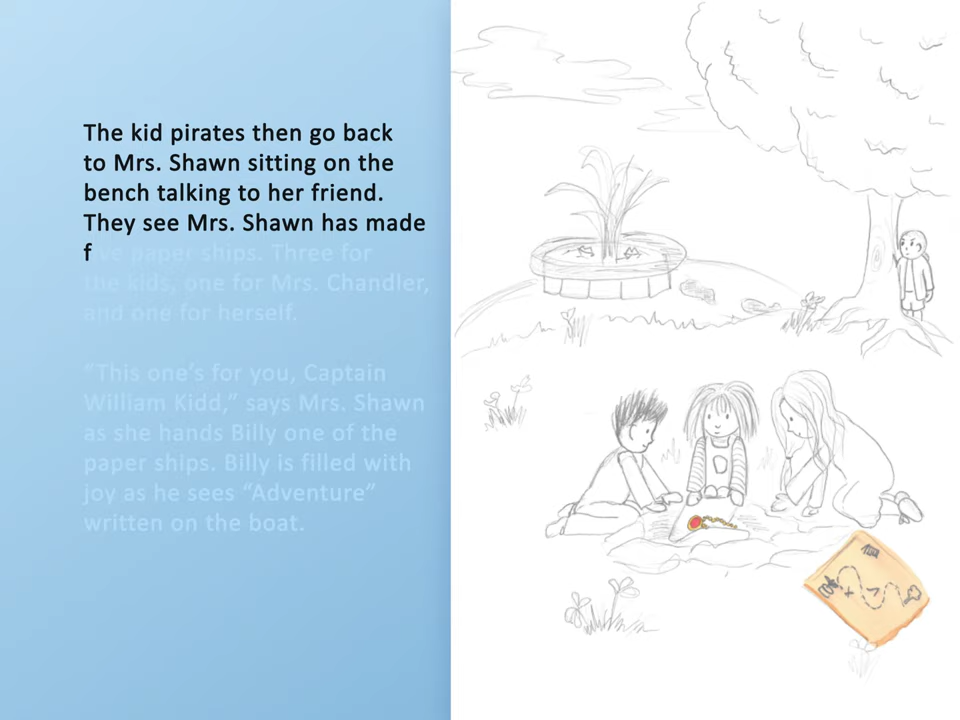 The kid pirates then go back
to Mrs. Shawn sitting on the
bench talking to her friend.
They see Mrs. Shawn has made
five paper ships. Three for
the kids, one for Mrs. Chandler,
and one for herself.
“This one’s for you, Captain
William Kidd,” says Mrs. Shawn
as she hands Billy one of the
paper ships. Billy is filled with
joy as he sees “Adventure”
written on the boat.